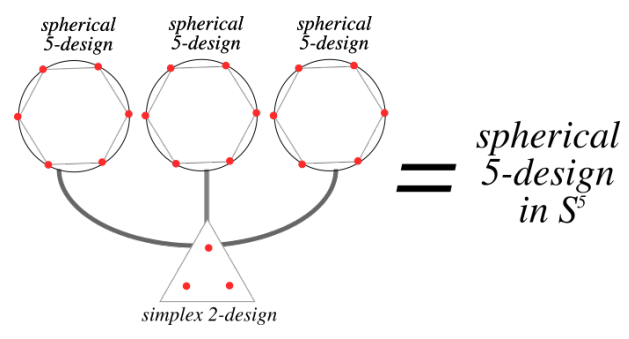 spherical
5-design
spherical
5-design
spherical
5-design
=
spherical
5-design
in S⁵
simplex 2-design